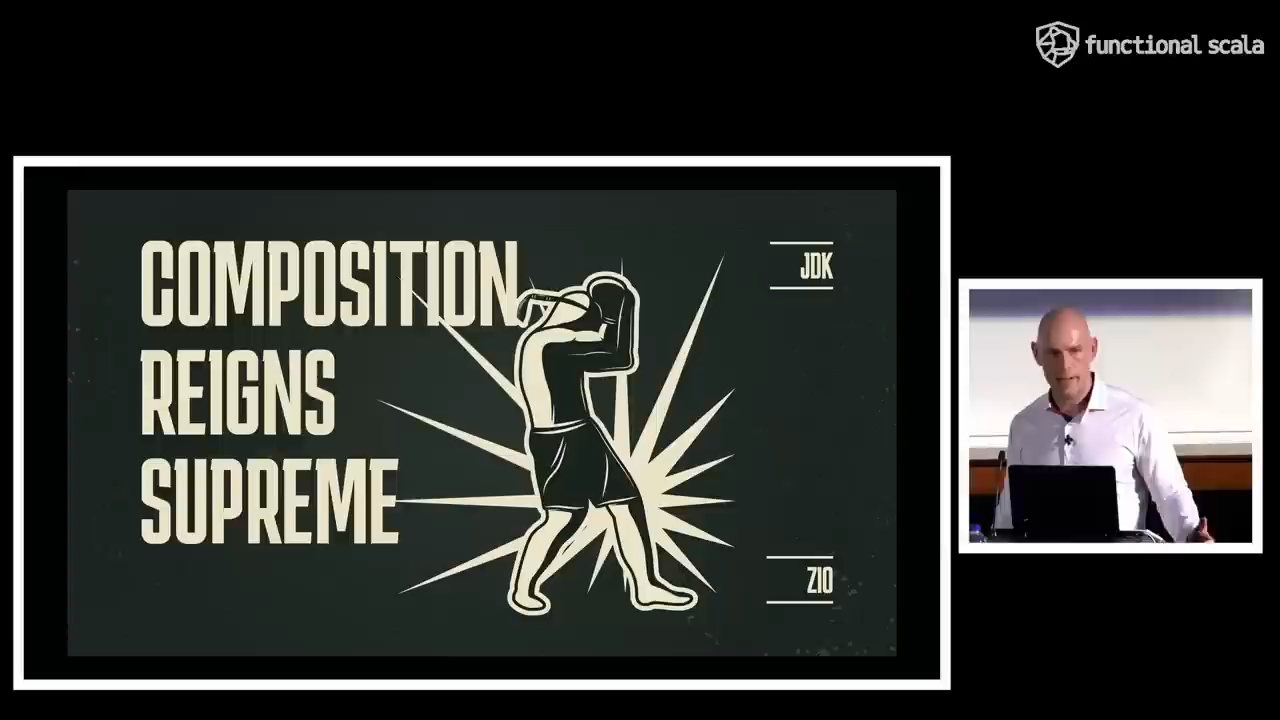 functional scala
COMPOSITION
REIGNS
SUPREME
JDK
ZIO